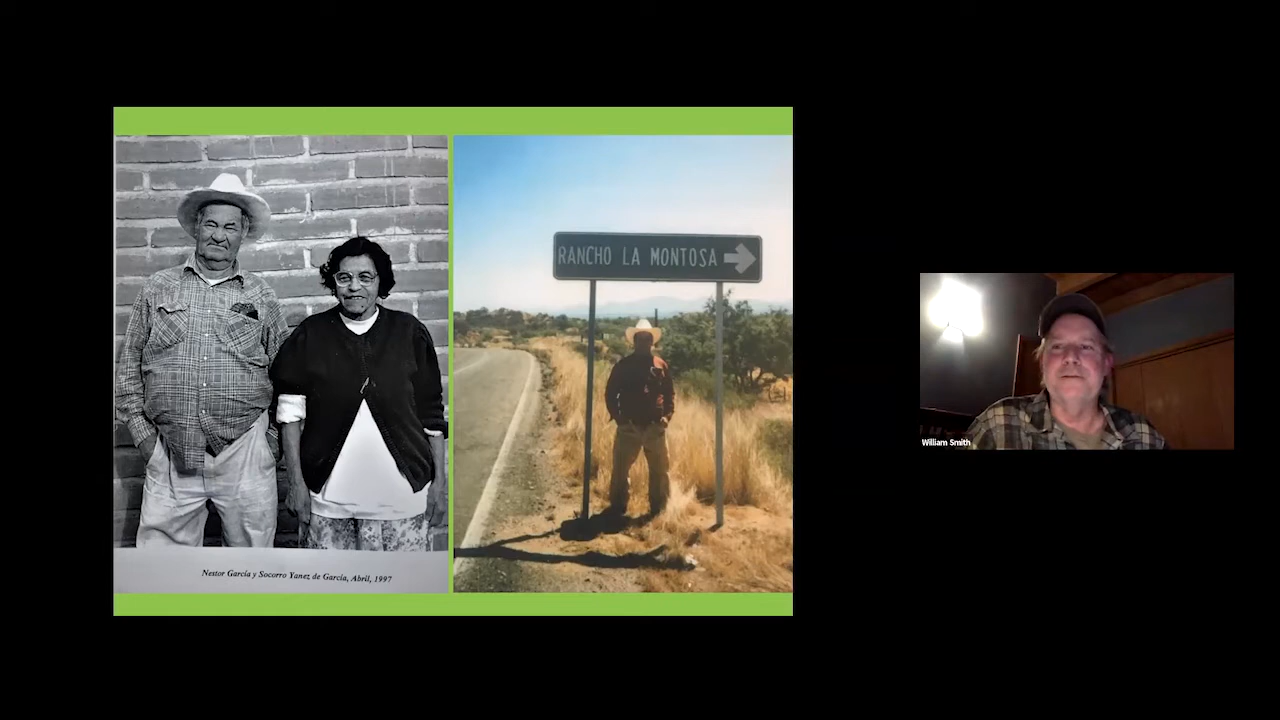 RANCHO LA MONTOSA
Nestor García y Socorro Yanez de García, Abril, 1997
William Smith